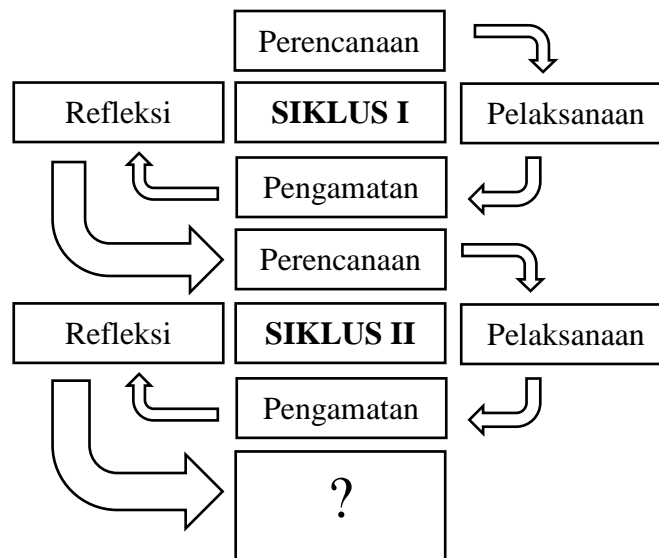 Perencanaan
Refleksi
SIKLUS I
Pelaksanaan
Pengamatan
Perencanaan
Refleksi
SIKLUS II
Pelaksanaan
Pengamatan
?